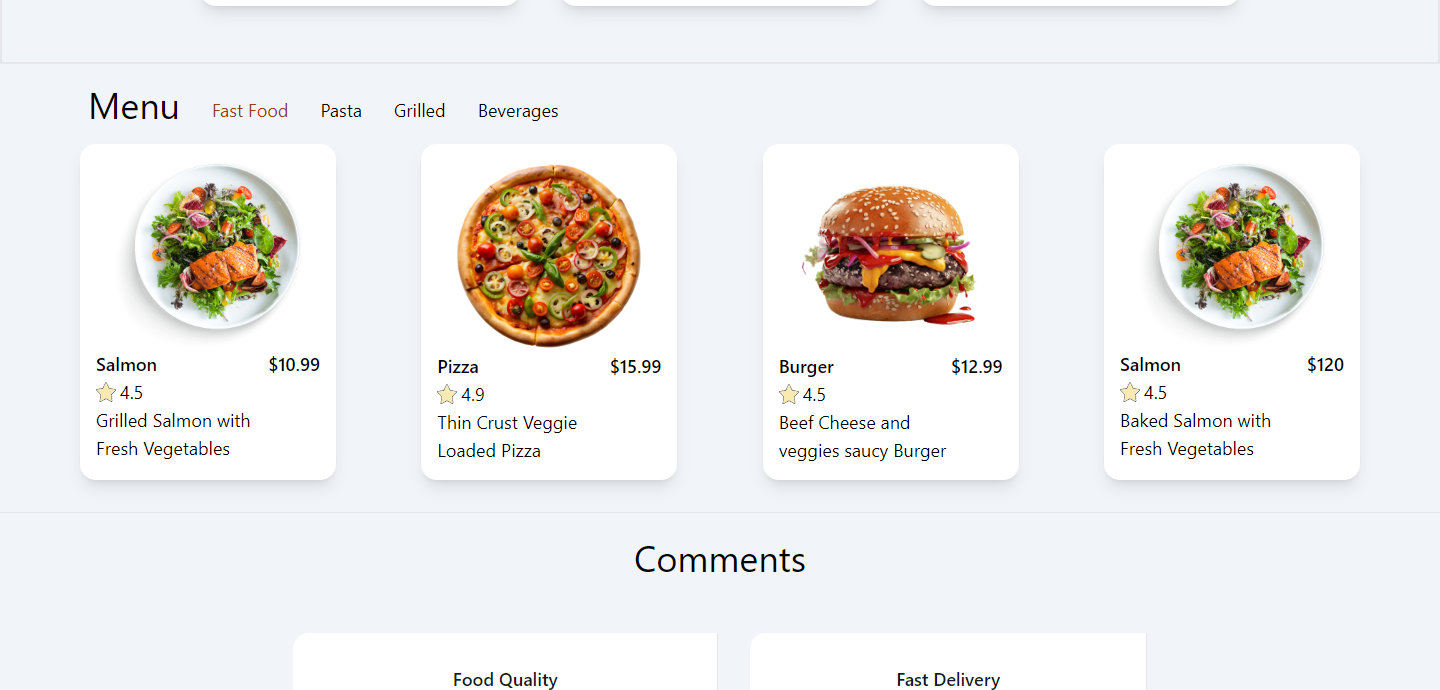 Menu Fast Food Pasta Grilled Beverages
Salmon $10.99
4.5
Grilled Salmon with
Fresh Vegetables
Pizza $15.99
4.9
Thin Crust Veggie
Loaded Pizza
Burger $12.99
4.5
Beef Cheese and
veggies saucy Burger
Salmon $120
4.5
Baked Salmon with
Fresh Vegetables
Comments
Food Quality
Fast Delivery